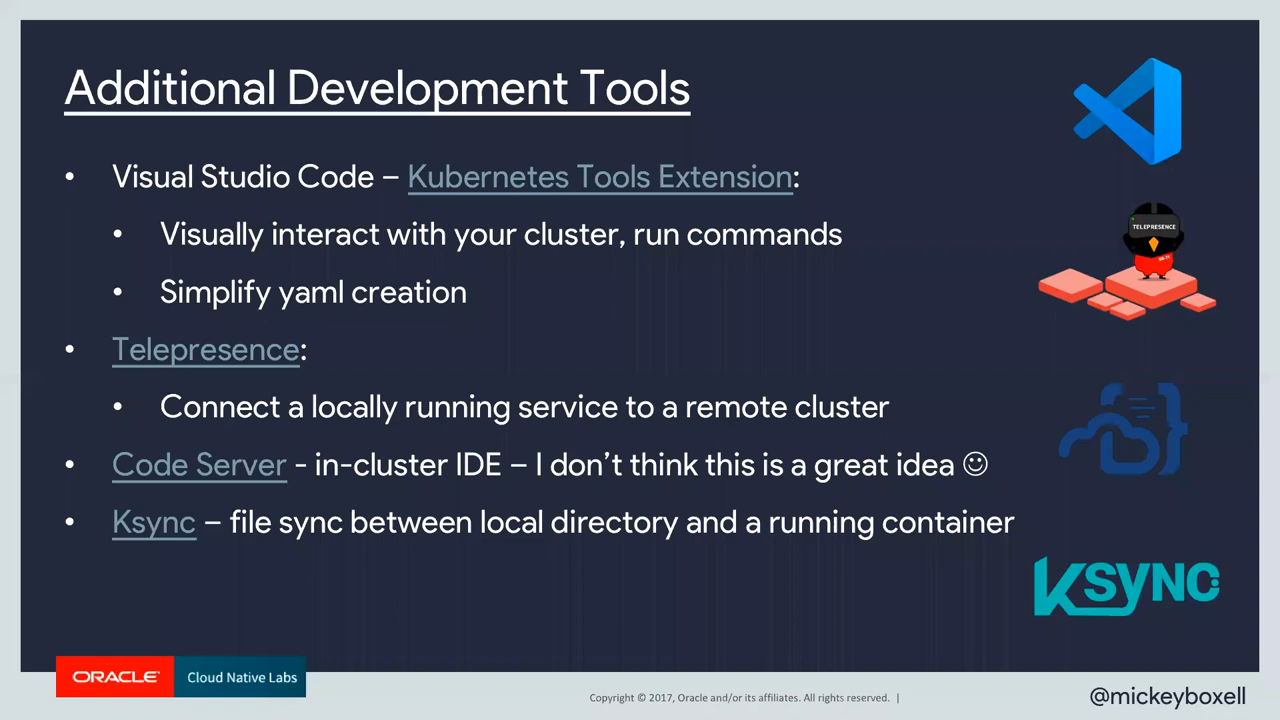 Additional Development Tools
• Visual Studio Code – Kubernetes Tools Extension:
• Visually interact with your cluster, run commands
• Simplify yaml creation
• Telepresence:
• Connect a locally running service to a remote cluster
• Code Server - in-cluster IDE – I don't think this is a great idea ☺
• Ksync – file sync between local directory and a running container
TELEPRESENCE
KSYNC
ORACLE
Cloud Native Labs
Copyright © 2017, Oracle and/or its affiliates. All rights reserved. |
@mickeyboxell